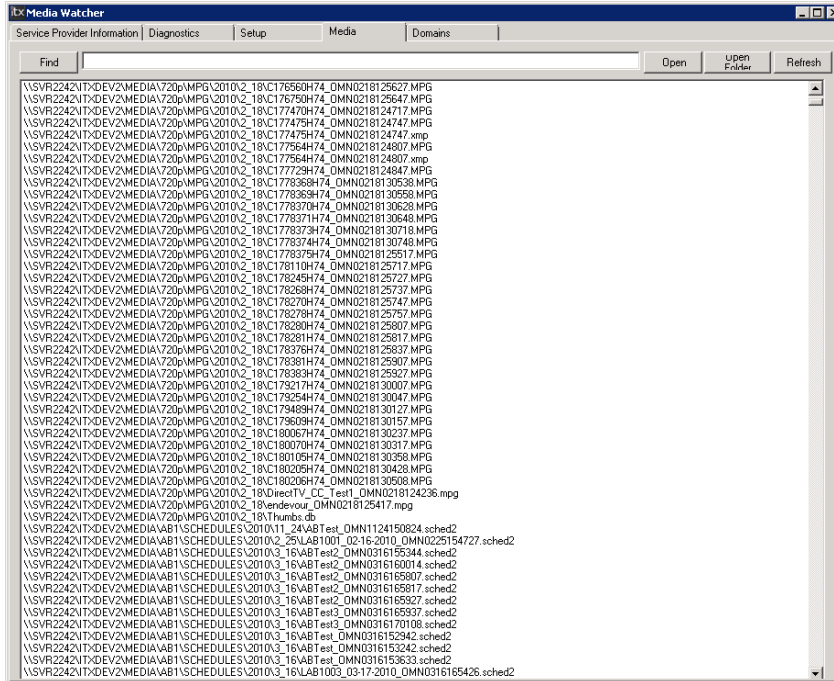 itx Media Watcher
Service Provider Information Diagnostics Setup Media Domains
Find Open Open Folder Refresh
\\SVR2242\ITXDEV2\MEDIA\720p\MPG\2010\2_18\C176560H74_OMN0218125627.MPG
\\SVR2242\ITXDEV2\MEDIA\720p\MPG\2010\2_18\C176750H74_OMN0218125647.MPG
\\SVR2242\ITXDEV2\MEDIA\720p\MPG\2010\2_18\C177470H74_OMN0218124717.MPG
\\SVR2242\ITXDEV2\MEDIA\720p\MPG\2010\2_18\C177475H74_OMN0218124747.MPG
\\SVR2242\ITXDEV2\MEDIA\720p\MPG\2010\2_18\C177475H74_OMN0218124747.xmp
\\SVR2242\ITXDEV2\MEDIA\720p\MPG\2010\2_18\C177564H74_OMN0218124807.MPG
\\SVR2242\ITXDEV2\MEDIA\720p\MPG\2010\2_18\C177564H74_OMN0218124807.xmp
\\SVR2242\ITXDEV2\MEDIA\720p\MPG\2010\2_18\C177729H74_OMN0218124847.MPG
\\SVR2242\ITXDEV2\MEDIA\720p\MPG\2010\2_18\C1778368H74_OMN0218130538.MPG
\\SVR2242\ITXDEV2\MEDIA\720p\MPG\2010\2_18\C1778369H74_OMN0218130558.MPG
\\SVR2242\ITXDEV2\MEDIA\720p\MPG\2010\2_18\C1778370H74_OMN0218130628.MPG
\\SVR2242\ITXDEV2\MEDIA\720p\MPG\2010\2_18\C1778371H74_OMN0218130648.MPG
\\SVR2242\ITXDEV2\MEDIA\720p\MPG\2010\2_18\C1778373H74_OMN0218130718.MPG
\\SVR2242\ITXDEV2\MEDIA\720p\MPG\2010\2_18\C1778374H74_OMN0218130748.MPG
\\SVR2242\ITXDEV2\MEDIA\720p\MPG\2010\2_18\C1778375H74_OMN0218125517.MPG
\\SVR2242\ITXDEV2\MEDIA\720p\MPG\2010\2_18\C178110H74_OMN0218125717.MPG
\\SVR2242\ITXDEV2\MEDIA\720p\MPG\2010\2_18\C178245H74_OMN0218125727.MPG
\\SVR2242\ITXDEV2\MEDIA\720p\MPG\2010\2_18\C178268H74_OMN0218125737.MPG
\\SVR2242\ITXDEV2\MEDIA\720p\MPG\2010\2_18\C178270H74_OMN0218125747.MPG
\\SVR2242\ITXDEV2\MEDIA\720p\MPG\2010\2_18\C178278H74_OMN0218125757.MPG
\\SVR2242\ITXDEV2\MEDIA\720p\MPG\2010\2_18\C178280H74_OMN0218125807.MPG
\\SVR2242\ITXDEV2\MEDIA\720p\MPG\2010\2_18\C178281H74_OMN0218125817.MPG
\\SVR2242\ITXDEV2\MEDIA\720p\MPG\2010\2_18\C178376H74_OMN0218125837.MPG
\\SVR2242\ITXDEV2\MEDIA\720p\MPG\2010\2_18\C178381H74_OMN0218125907.MPG
\\SVR2242\ITXDEV2\MEDIA\720p\MPG\2010\2_18\C178383H74_OMN0218125927.MPG
\\SVR2242\ITXDEV2\MEDIA\720p\MPG\2010\2_18\C179217H74_OMN0218130007.MPG
\\SVR2242\ITXDEV2\MEDIA\720p\MPG\2010\2_18\C179254H74_OMN0218130047.MPG
\\SVR2242\ITXDEV2\MEDIA\720p\MPG\2010\2_18\C179489H74_OMN0218130127.MPG
\\SVR2242\ITXDEV2\MEDIA\720p\MPG\2010\2_18\C179609H74_OMN0218130157.MPG
\\SVR2242\ITXDEV2\MEDIA\720p\MPG\2010\2_18\C180067H74_OMN0218130237.MPG
\\SVR2242\ITXDEV2\MEDIA\720p\MPG\2010\2_18\C180070H74_OMN0218130317.MPG
\\SVR2242\ITXDEV2\MEDIA\720p\MPG\2010\2_18\C180105H74_OMN0218130358.MPG
\\SVR2242\ITXDEV2\MEDIA\720p\MPG\2010\2_18\C180205H74_OMN0218130428.MPG
\\SVR2242\ITXDEV2\MEDIA\720p\MPG\2010\2_18\C180206H74_OMN0218130508.MPG
\\SVR2242\ITXDEV2\MEDIA\720p\MPG\2010\2_18\DirectTV_CC_Test1_OMN0218124236.mpg
\\SVR2242\ITXDEV2\MEDIA\720p\MPG\2010\2_18\endevour_OMN0218125417.mpg
\\SVR2242\ITXDEV2\MEDIA\720p\MPG\2010\2_18\Thumbs.db
\\SVR2242\ITXDEV2\MEDIA\AB1\SCHEDULES\2010\11_24\ABTest_OMN1124150824.sched2
\\SVR2242\ITXDEV2\MEDIA\AB1\SCHEDULES\2010\2_25\LAB1001_02-16-2010_OMN0225154727.sched2
\\SVR2242\ITXDEV2\MEDIA\AB1\SCHEDULES\2010\3_16\ABTest2_OMN0316155344.sched2
\\SVR2242\ITXDEV2\MEDIA\AB1\SCHEDULES\2010\3_16\ABTest2_OMN0316160014.sched2
\\SVR2242\ITXDEV2\MEDIA\AB1\SCHEDULES\2010\3_16\ABTest2_OMN0316165807.sched2
\\SVR2242\ITXDEV2\MEDIA\AB1\SCHEDULES\2010\3_16\ABTest2_OMN0316165817.sched2
\\SVR2242\ITXDEV2\MEDIA\AB1\SCHEDULES\2010\3_16\ABTest2_OMN0316165927.sched2
\\SVR2242\ITXDEV2\MEDIA\AB1\SCHEDULES\2010\3_16\ABTest3_OMN0316165937.sched2
\\SVR2242\ITXDEV2\MEDIA\AB1\SCHEDULES\2010\3_16\ABTest3_OMN0316170108.sched2
\\SVR2242\ITXDEV2\MEDIA\AB1\SCHEDULES\2010\3_16\ABTest_OMN0316152942.sched2
\\SVR2242\ITXDEV2\MEDIA\AB1\SCHEDULES\2010\3_16\ABTest_OMN0316153242.sched2
\\SVR2242\ITXDEV2\MEDIA\AB1\SCHEDULES\2010\3_16\ABTest_OMN0316153633.sched2
\\SVR2242\ITXDEV2\MEDIA\AB1\SCHEDULES\2010\3_16\LAB1003_03-17-2010_OMN0316165426.sched2